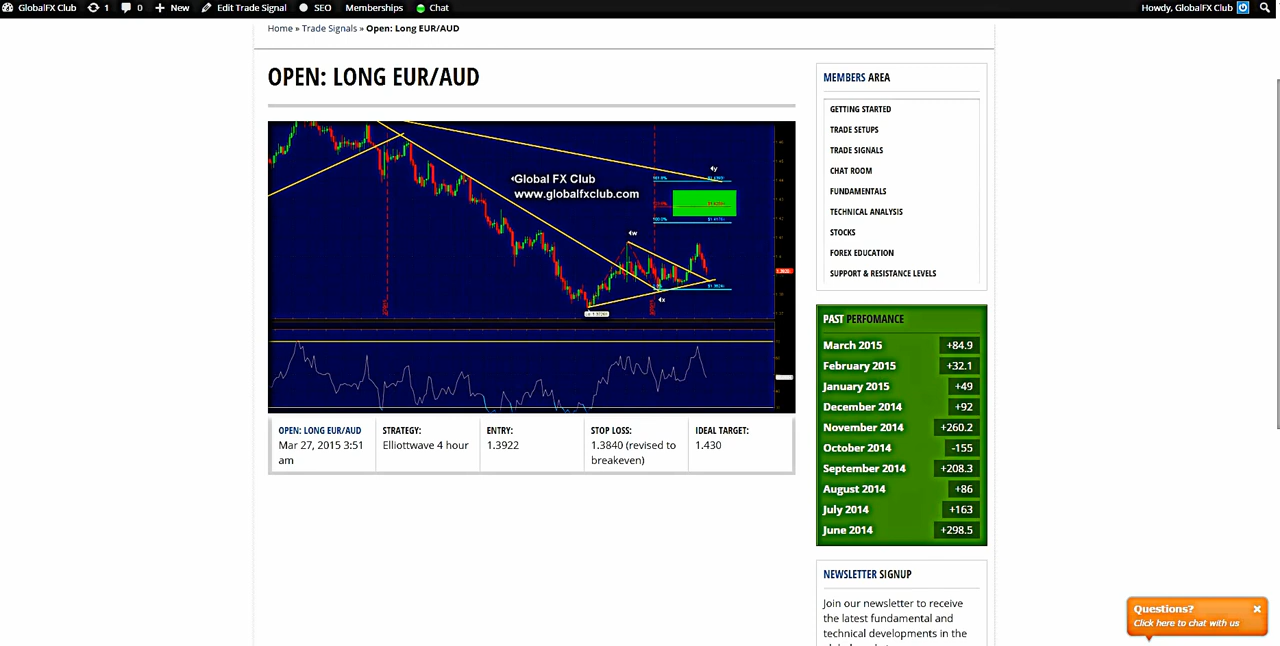 GlobalFX Club 1 0 New Edit Trade Signal SEO Memberships Chat Howdy, GlobalFX Club
Home » Trade Signals » Open: Long EUR/AUD
OPEN: LONG EUR/AUD
Global FX Club
www.globalfxclub.com
y
w
x
OPEN: LONG EUR/AUD
Mar 27, 2015 3:51
am
STRATEGY:
Elliottwave 4 hour
ENTRY:
1.3922
STOP LOSS:
1.3840 (revised to
breakeven)
IDEAL TARGET:
1.430
MEMBERS AREA
GETTING STARTED
TRADE SETUPS
TRADE SIGNALS
CHAT ROOM
FUNDAMENTALS
TECHNICAL ANALYSIS
STOCKS
FOREX EDUCATION
SUPPORT & RESISTANCE LEVELS
PAST PERFOMANCE
March 2015 +84.9
February 2015 +32.1
January 2015 +49
December 2014 +92
November 2014 +260.2
October 2014 -155
September 2014 +208.3
August 2014 +86
July 2014 +163
June 2014 +298.5
NEWSLETTER SIGNUP
Join our newsletter to receive
the latest fundamental and
technical developments in the
Questions?
Click here to chat with us